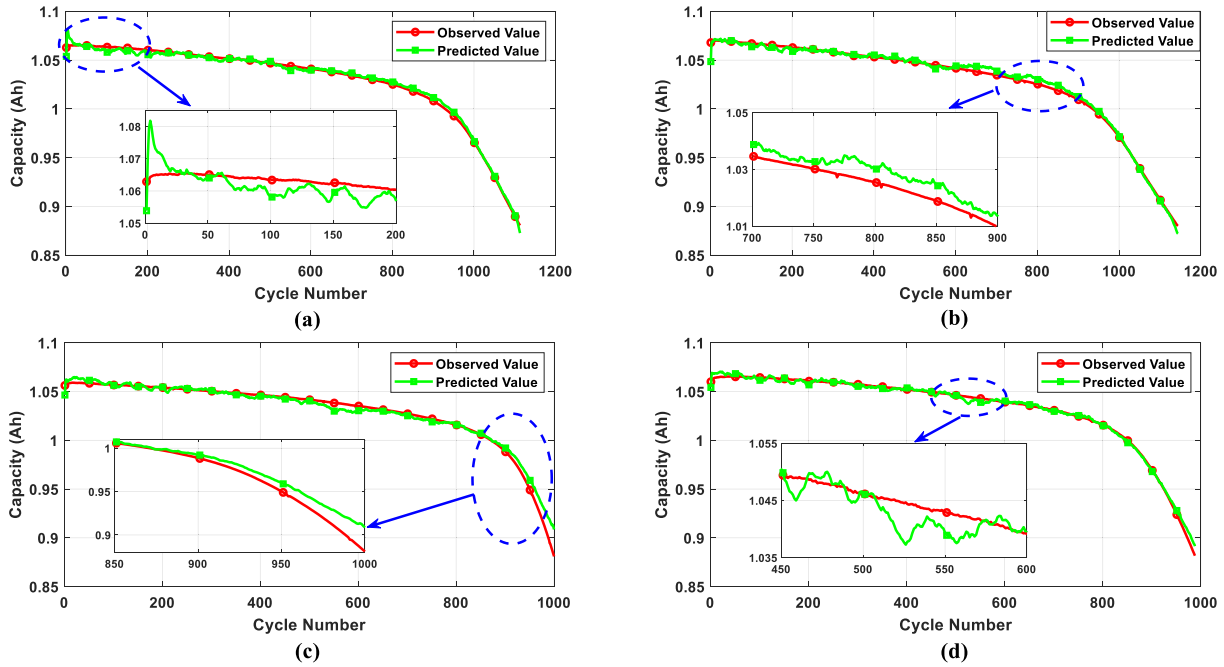 1.1
1.05
1
0.95
0.9
0.85
Capacity (Ah)
Observed Value
Predicted Value
1.08
1.07
1.06
1.05
0 50 100 150 200
0 200 400 600 800 1000 1200
Cycle Number
(a)
1.1
1.05
1
0.95
0.9
0.85
Capacity (Ah)
Observed Value
Predicted Value
1.05
1.03
1.01
700 750 800 850 900
0 200 400 600 800 1000 1200
Cycle Number
(b)
1.1
1.05
1
0.95
0.9
0.85
Capacity (Ah)
Observed Value
Predicted Value
1
0.95
0.9
850 900 950 1000
0 200 400 600 800 1000
Cycle Number
(c)
1.1
1.05
1
0.95
0.9
0.85
Capacity (Ah)
Observed Value
Predicted Value
1.055
1.045
1.035
450 500 550 600
0 200 400 600 800 1000
Cycle Number
(d)